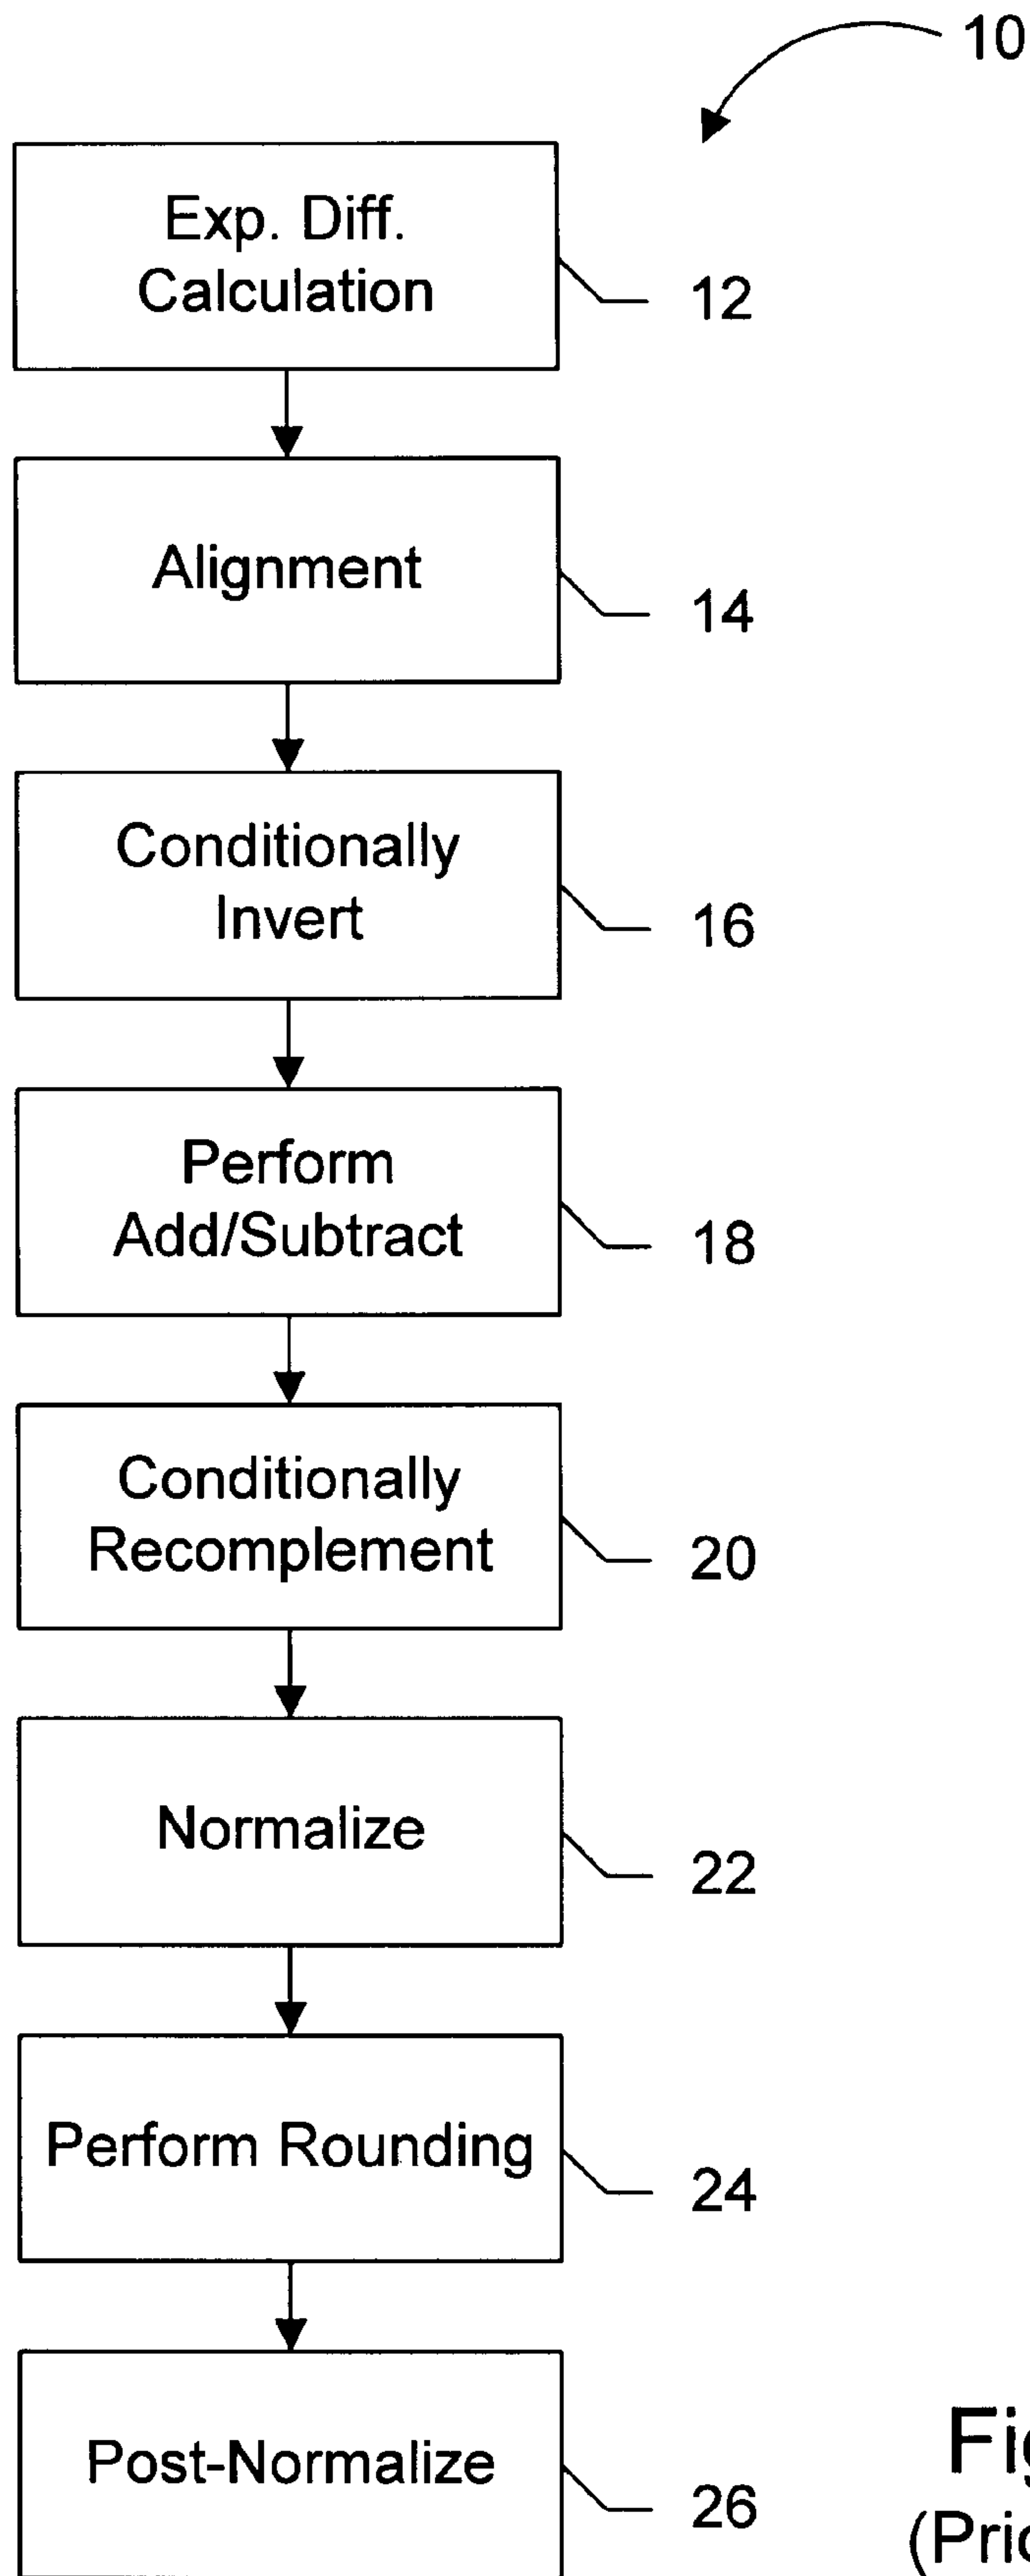 10
Exp. Diff.
Calculation
12
Alignment
14
Conditionally
Invert
16
Perform
Add/Subtract
18
Conditionally
Recomplement
20
Normalize
22
Perform Rounding
24
Post-Normalize
26